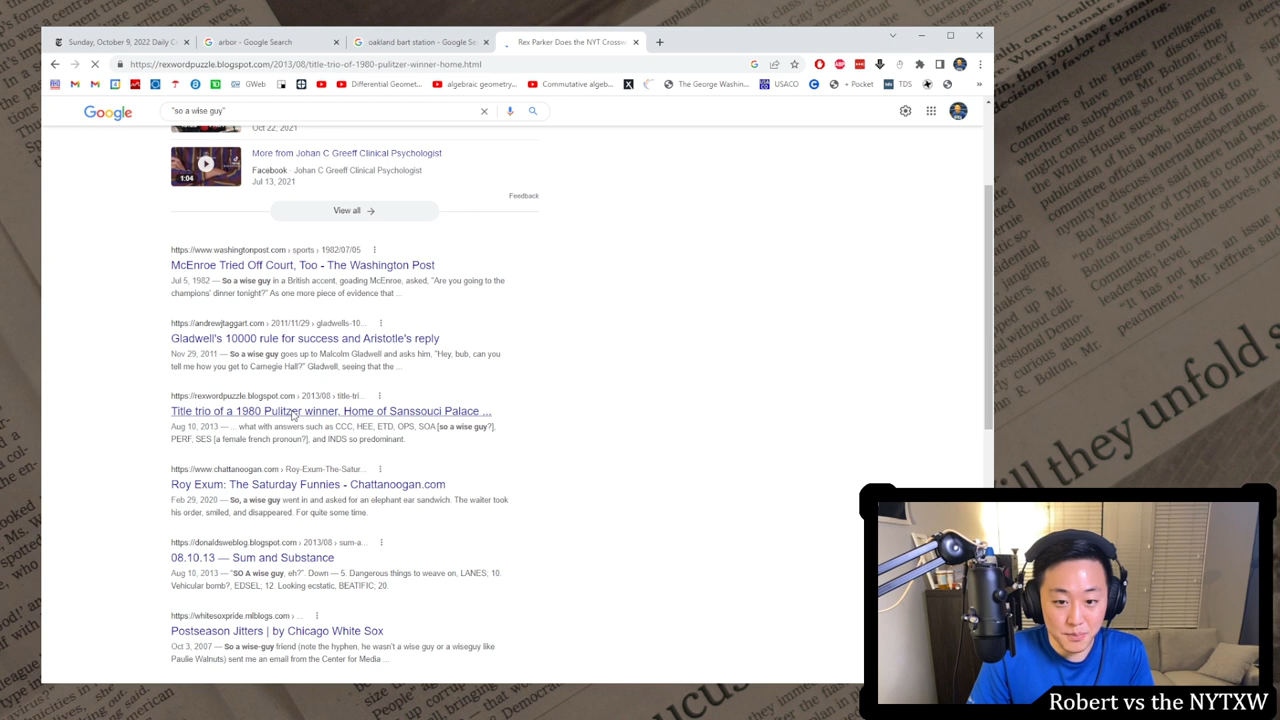 Sunday, October 9, 2022 Daily C
arbor - Google Search
oakland bart station - Google Se
Rex Parker Does the NYT Crossw
https://rexwordpuzzle.blogspot.com/2013/08/title-trio-of-1980-pulitzer-winner-home.html
GWeb
Differential Geomet...
algebraic geometry...
Commutative algeb...
The George Washin...
USACO
+ Pocket
TDS
Google
"so a wise guy"
Oct 22, 2021
More from Johan C Greeff Clinical Psychologist
Facebook · Johan C Greeff Clinical Psychologist
1:04
Jul 13, 2021
Feedback
View all
https://www.washingtonpost.com › sports › 1982/07/05
McEnroe Tried Off Court, Too - The Washington Post
Jul 5, 1982 — So a wise guy in a British accent, goading McEnroe, asked, "Are you going to the
champions' dinner tonight?" As one more piece of evidence that ...
https://andrewjtaggart.com › 2011/11/29 › gladwells-10...
Gladwell's 10000 rule for success and Aristotle's reply
Nov 29, 2011 — So a wise guy goes up to Malcolm Gladwell and asks him, "Hey, bub, can you
tell me how you get to Carnegie Hall?" Gladwell, seeing that the ...
https://rexwordpuzzle.blogspot.com › 2013/08 › title-tri...
Title trio of a 1980 Pulitzer winner, Home of Sanssouci Palace ...
Aug 10, 2013 — ... what with answers such as CCC, HEE, ETD, OPS, SOA [so a wise guy?],
PERF, SES [a female french pronoun?], and INDS so predominant.
https://www.chattanoogan.com › Roy-Exum-The-Satur...
Roy Exum: The Saturday Funnies - Chattanoogan.com
Feb 29, 2020 — So, a wise guy went in and asked for an elephant ear sandwich. The waiter took
his order, smiled, and disappeared. For quite some time.
https://donaldsweblog.blogspot.com › 2013/08 › sum-a...
08.10.13 — Sum and Substance
Aug 10, 2013 — "SO A wise guy, eh?". Down — 5. Dangerous things to weave on, LANES; 10.
Vehicular bomb?, EDSEL; 12. Looking ecstatic, BEATIFIC; 20.
https://whitesoxpride.mlblogs.com › ...
Postseason Jitters | by Chicago White Sox
Oct 3, 2007 — So a wise-guy friend (note the hyphen, he wasn't a wise guy or a wiseguy like
Paulie Walnuts) sent me an email from the Center for Media ...
they unfold s
Robert vs the NYTXW